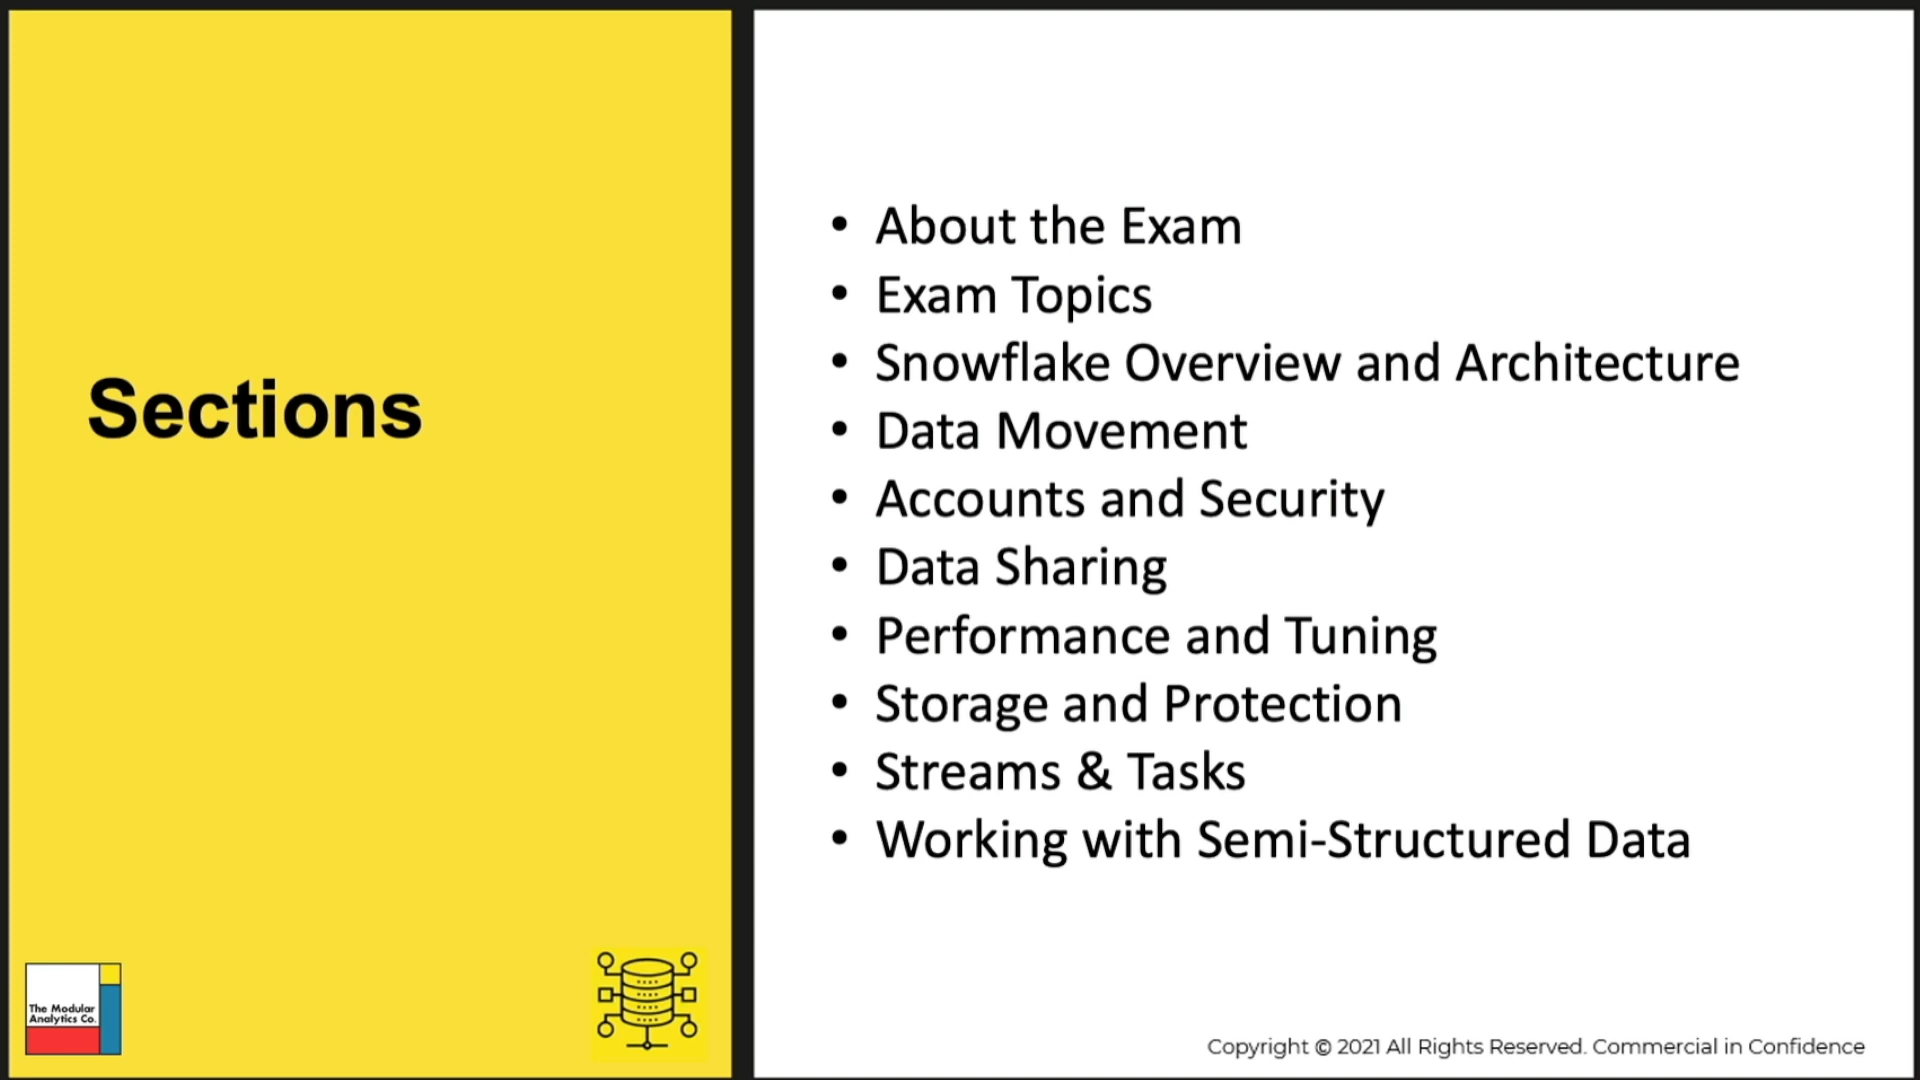 Sections
• About the Exam
• Exam Topics
• Snowflake Overview and Architecture
• Data Movement
• Accounts and Security
• Data Sharing
• Performance and Tuning
• Storage and Protection
• Streams & Tasks
• Working with Semi-Structured Data
The Modular
Analytics Co.
Copyright © 2021 All Rights Reserved. Commercial in Confidence